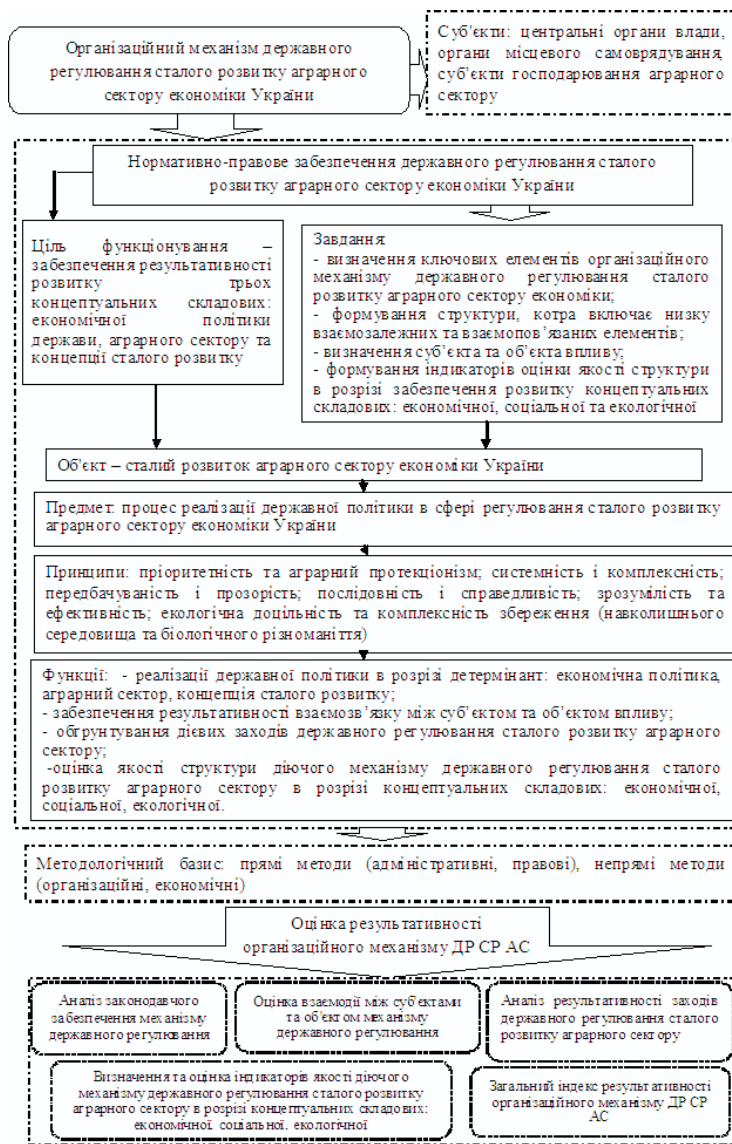 Організаційний механізм державного
регулювання сталого розвитку аграрного
сектору економіки України
Суб'єкти: центральні органи влади,
органи місцевого самоврядування,
суб'єкти господарювання аграрного
сектору
Нормативно-правове забезпечення державного регулювання сталого
розвитку аграрного сектору економіки України
Ціль функціонування –
забезпечення результативності
розвитку трьох
концептуальних складових:
економічної політики
держави, аграрного сектору та
концепції сталого розвитку
Завдання
- визначення ключових елементів організаційного
механізму державного регулювання сталого
розвитку аграрного сектору економіки;
- формування структури, котра включає низку
взаємозалежних та взаємопов'язаних елементів;
- визначення суб'єкта та об'єкта впливу;
- формування індикаторів оцінки якості структури
в розрізі забезпечення розвитку концептуальних
складових: економічної, соціальної та екологічної
Об'єкт – сталий розвиток аграрного сектору економіки України
Предмет: процес реалізації державної політики в сфері регулювання сталого розвитку
аграрного сектору економіки України
Принципи: пріоритетність та аграрний протекціонізм; системність і комплексність;
передбачуваність і прозорість; послідовність і справедливість; зрозумілість та
ефективність; екологічна доцільність та комплексність збереження (навколишнього
середовища та біологічного різноманіття)
Функції: - реалізації державної політики в розрізі детермінант: економічна політика,
аграрний сектор, концепція сталого розвитку;
- забезпечення результативності взаємозв'язку між суб'єктом та об'єктом впливу;
- обгрунтування дієвих заходів державного регулювання сталого розвитку аграрного
сектору;
-оцінка якості структури діючого механізму державного регулювання сталого
розвитку аграрного сектору в розрізі концептуальних складових: економічної,
соціальної, екологічної.
Методологічний базис: прямі методи (адміністративні, правові), непрямі методи
(організаційні, економічні)
Оцінка результативності
організаційного механізму ДР СР АС
Аналіз законодавчого
забезпечення механізму
державного регулювання
Оцінка взаємодії між суб'єктами
та об'єктом механізму
державного регулювання
Аналіз результативності заходів
державного регулювання сталого
розвитку аграрного сектору
Визначення та оцінка індикаторів якості діючого
механізму державного регулювання сталого розвитку
аграрного сектору в розрізі концептуальних складових:
економічної, соціальної, екологічної
Загальний індекс результативності
організаційного механізму ДР СР
АС